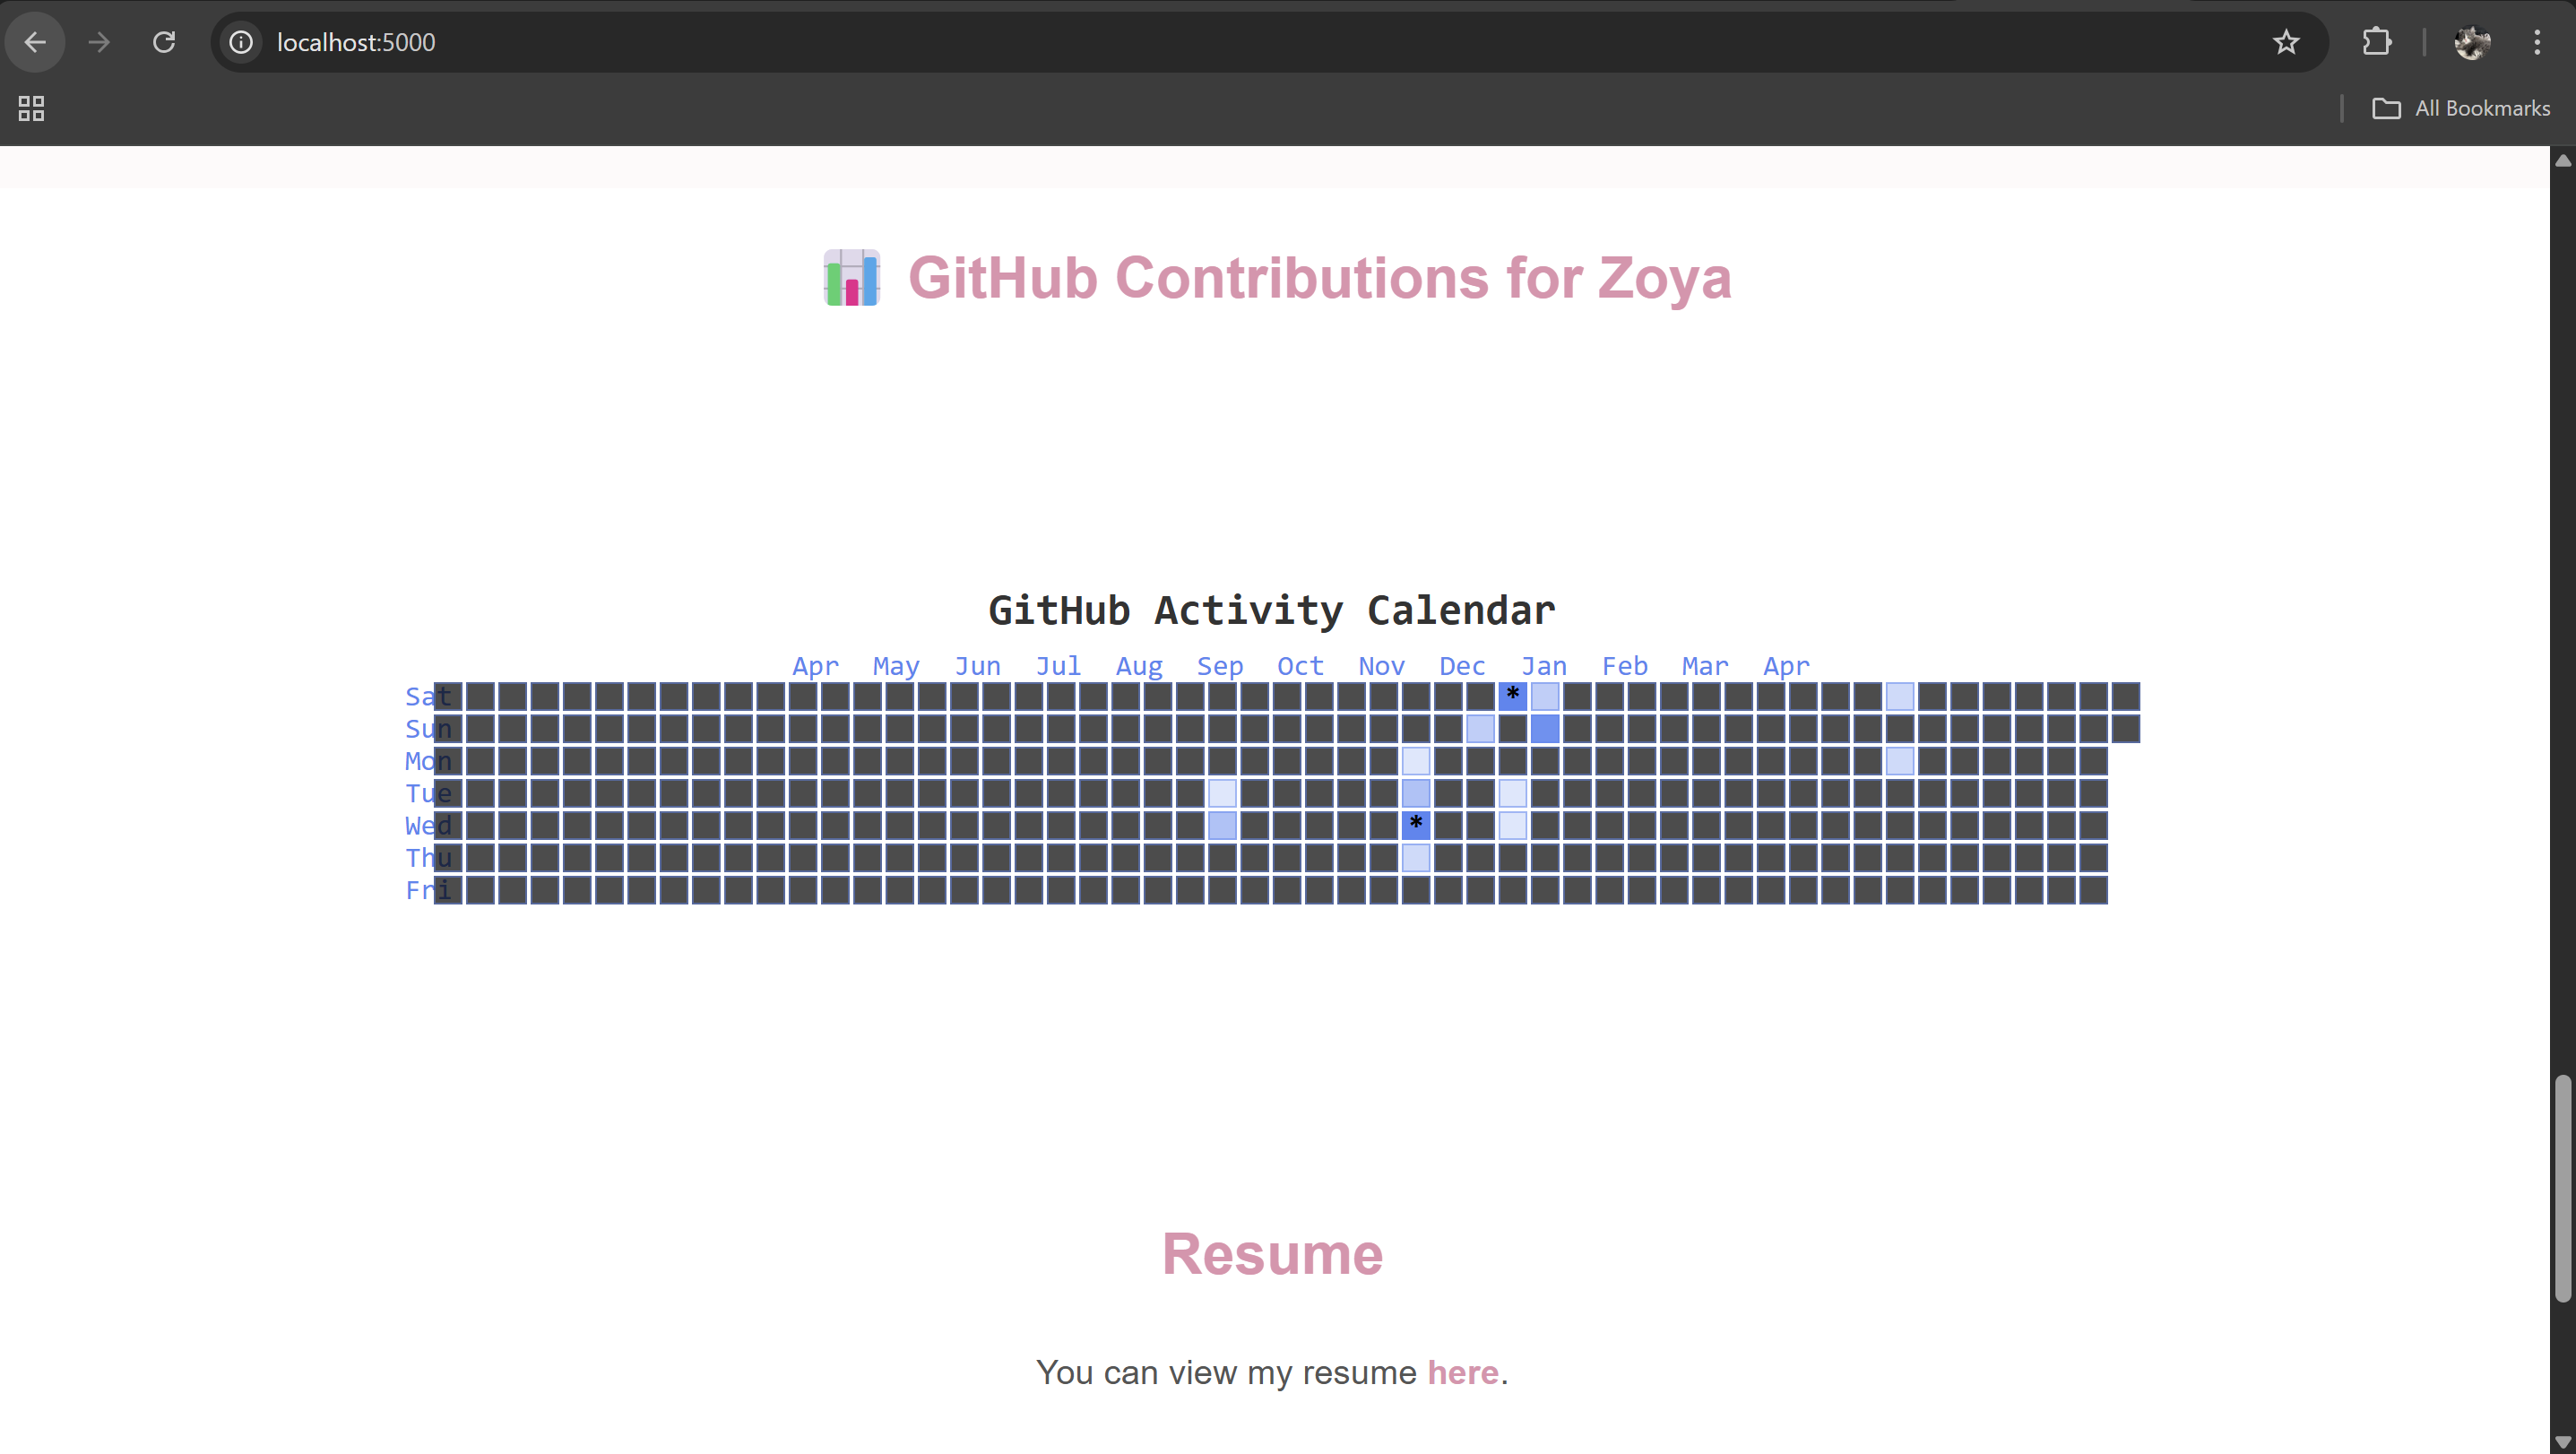 localhost:5000
All Bookmarks
GitHub Contributions for Zoya
GitHub Activity Calendar
Apr May Jun Jul Aug Sep Oct Nov Dec Jan Feb Mar Apr
Sat *
Sun
Mon
Tue
Wed *
Thu
Fri
Resume
You can view my resume here.